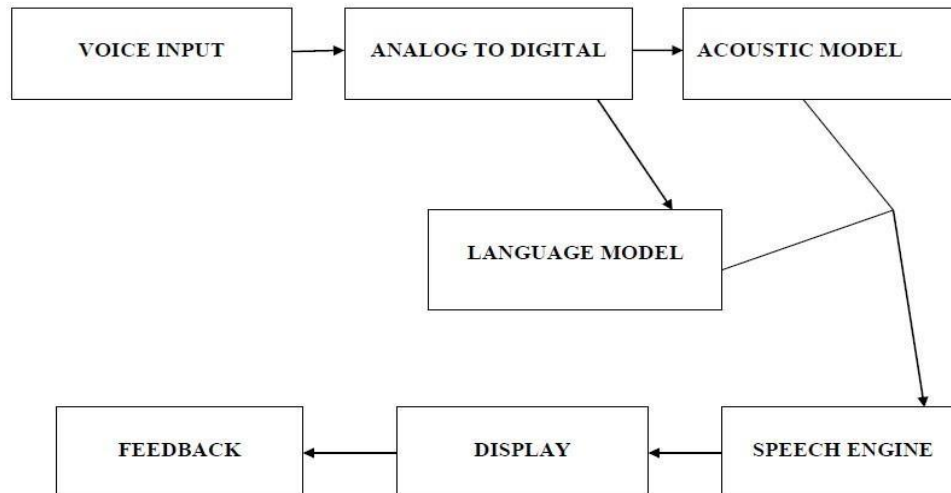 VOICE INPUT
ANALOG TO DIGITAL
ACOUSTIC MODEL
LANGUAGE MODEL
FEEDBACK
DISPLAY
SPEECH ENGINE